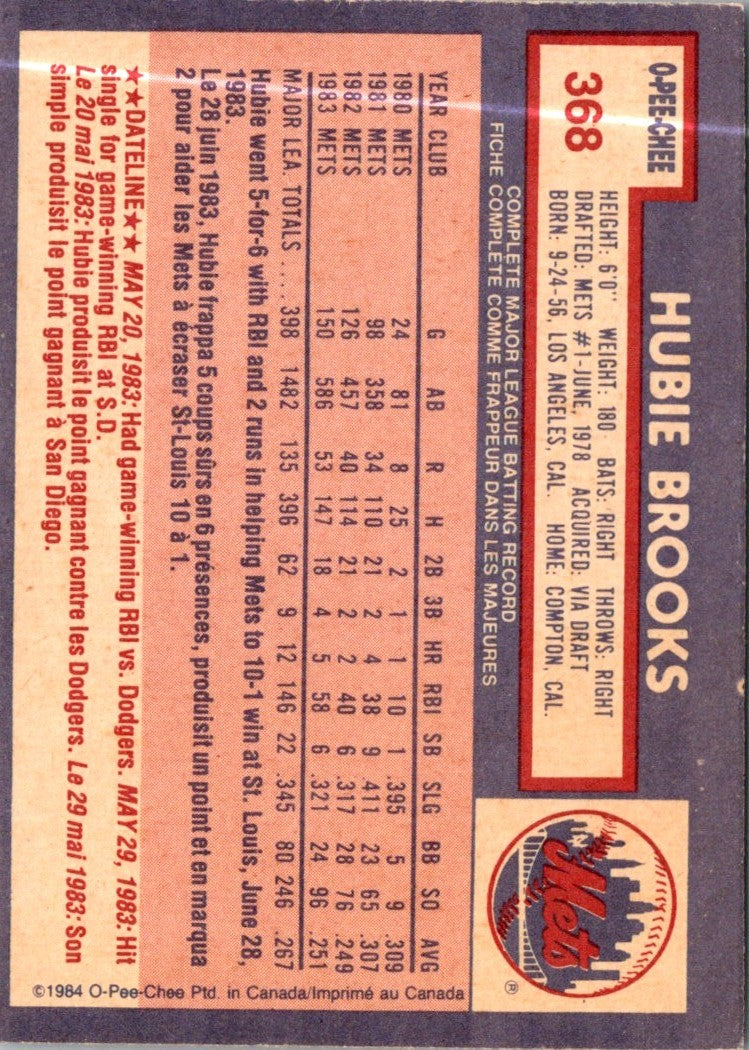 O-PEE-CHEE
368
HUBIE BROOKS
HEIGHT: 6'0" WEIGHT: 180 BATS: RIGHT THROWS: RIGHT
DRAFTED: METS #1-JUNE, 1978 ACQUIRED: VIA DRAFT
BORN: 9-24-56, LOS ANGELES, CAL. HOME: COMPTON, CAL.
Mets
NY
®
COMPLETE MAJOR LEAGUE BATTING RECORD
FICHE COMPLÈTE COMME FRAPPEUR DANS LES MAJEURES
YEAR CLUB G AB R H 2B 3B HR RBI SB SLG BB SO AVG
1980 METS 24 81 8 25 2 1 1 10 1 .395 5 9 .309
1981 METS 98 358 34 110 21 2 4 38 9 .411 23 65 .307
1982 METS 126 457 40 114 21 2 2 40 6 .317 28 76 .249
1983 METS 150 586 53 147 18 4 5 58 6 .321 24 96 .251
MAJOR LEA. TOTALS .... 398 1482 135 396 62 9 12 146 22 .345 80 246 .267
Hubie went 5-for-6 with RBI and 2 runs in helping Mets to 10-1 win at St. Louis, June 28,
1983.
Le 28 juin 1983, Hubie frappa 5 coups sûrs en 6 présences, produisit un point et en marqua
2 pour aider les Mets à écraser St-Louis 10 à 1.
★★DATELINE★★ MAY 20, 1983: Had game-winning RBI vs. Dodgers. MAY 29, 1983: Hit
single for game-winning RBI at S.D.
Le 20 mai 1983: Hubie produisit le point gagnant contre les Dodgers. Le 29 mai 1983: Son
simple produisit le point gagnant à San Diego.
©1984 O-Pee-Chee Ptd. in Canada/Imprimé au Canada